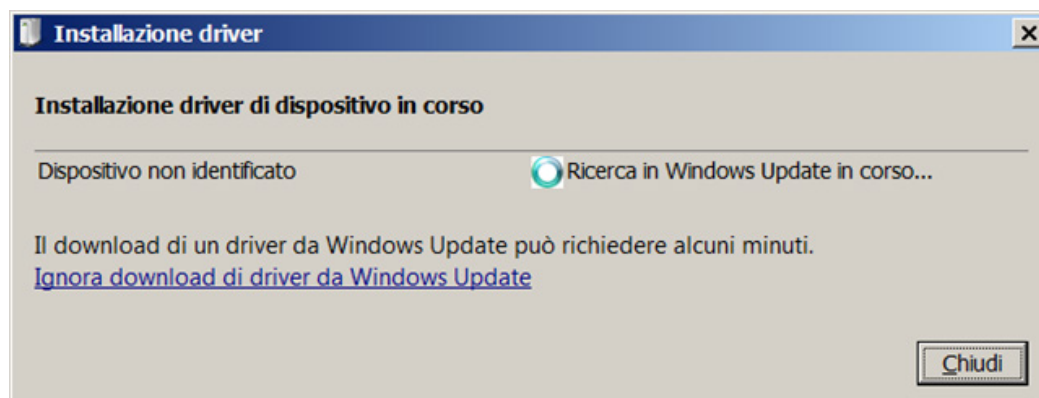 Installazione driver
Installazione driver di dispositivo in corso
Dispositivo non identificato Ricerca in Windows Update in corso...
Il download di un driver da Windows Update può richiedere alcuni minuti.
Ignora download di driver da Windows Update
Chiudi